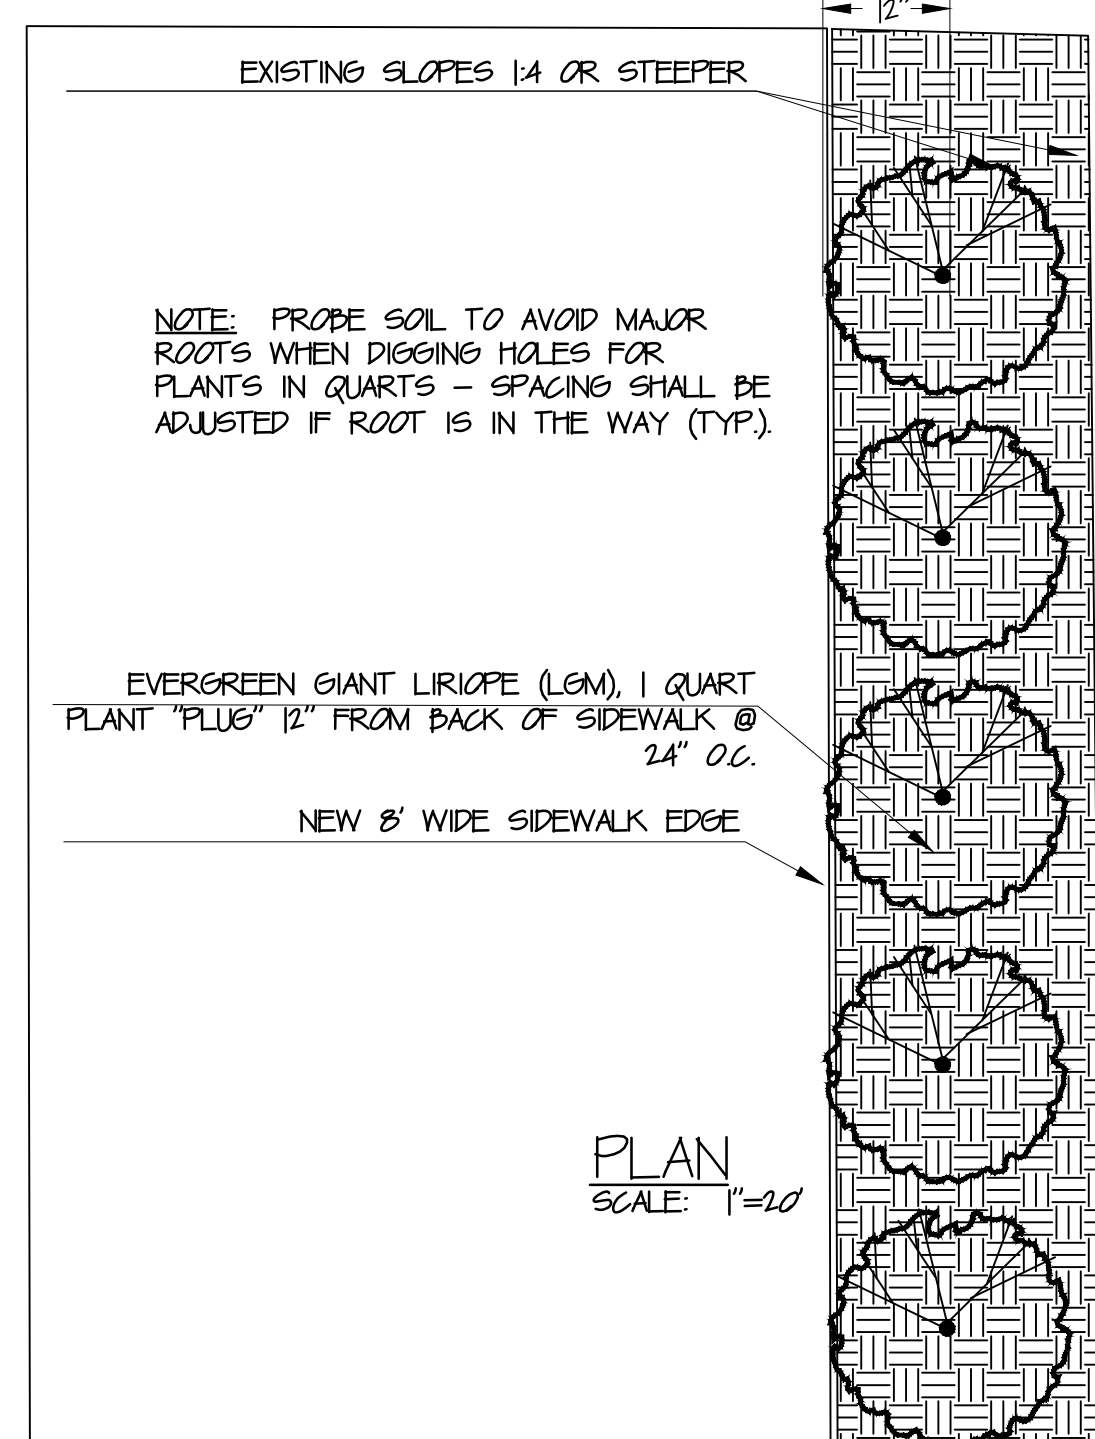 12"
EXISTING SLOPES 1:4 OR STEEPER
NOTE: PROBE SOIL TO AVOID MAJOR
ROOTS WHEN DIGGING HOLES FOR
PLANTS IN QUARTS - SPACING SHALL BE
ADJUSTED IF ROOT IS IN THE WAY (TYP.).
EVERGREEN GIANT LIRIOPE (LGM), 1 QUART
PLANT "PLUG" 12" FROM BACK OF SIDEWALK @
24" O.C.
NEW 8' WIDE SIDEWALK EDGE
PLAN
SCALE: 1"=20'